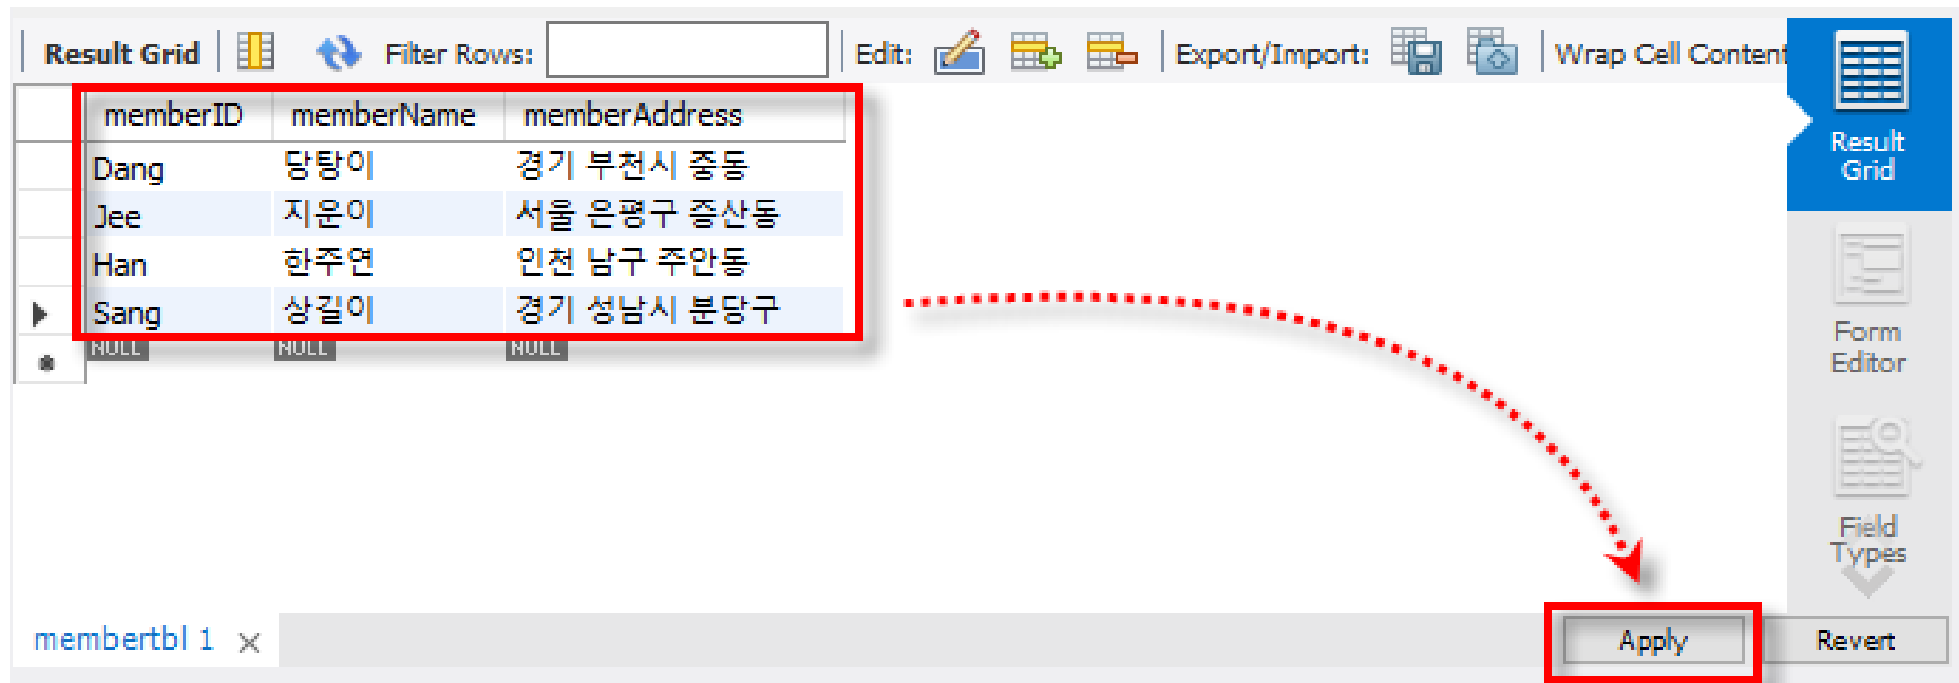 Result Grid Filter Rows: Edit: Export/Import: Wrap Cell Content
memberID memberName memberAddress
Dang 당탕이 경기 부천시 중동
Jee 지운이 서울 은평구 증산동
Han 한주연 인천 남구 주안동
Sang 상길이 경기 성남시 분당구
NULL NULL NULL
Result
Grid
Form
Editor
Field
Types
membertbl 1
Apply Revert